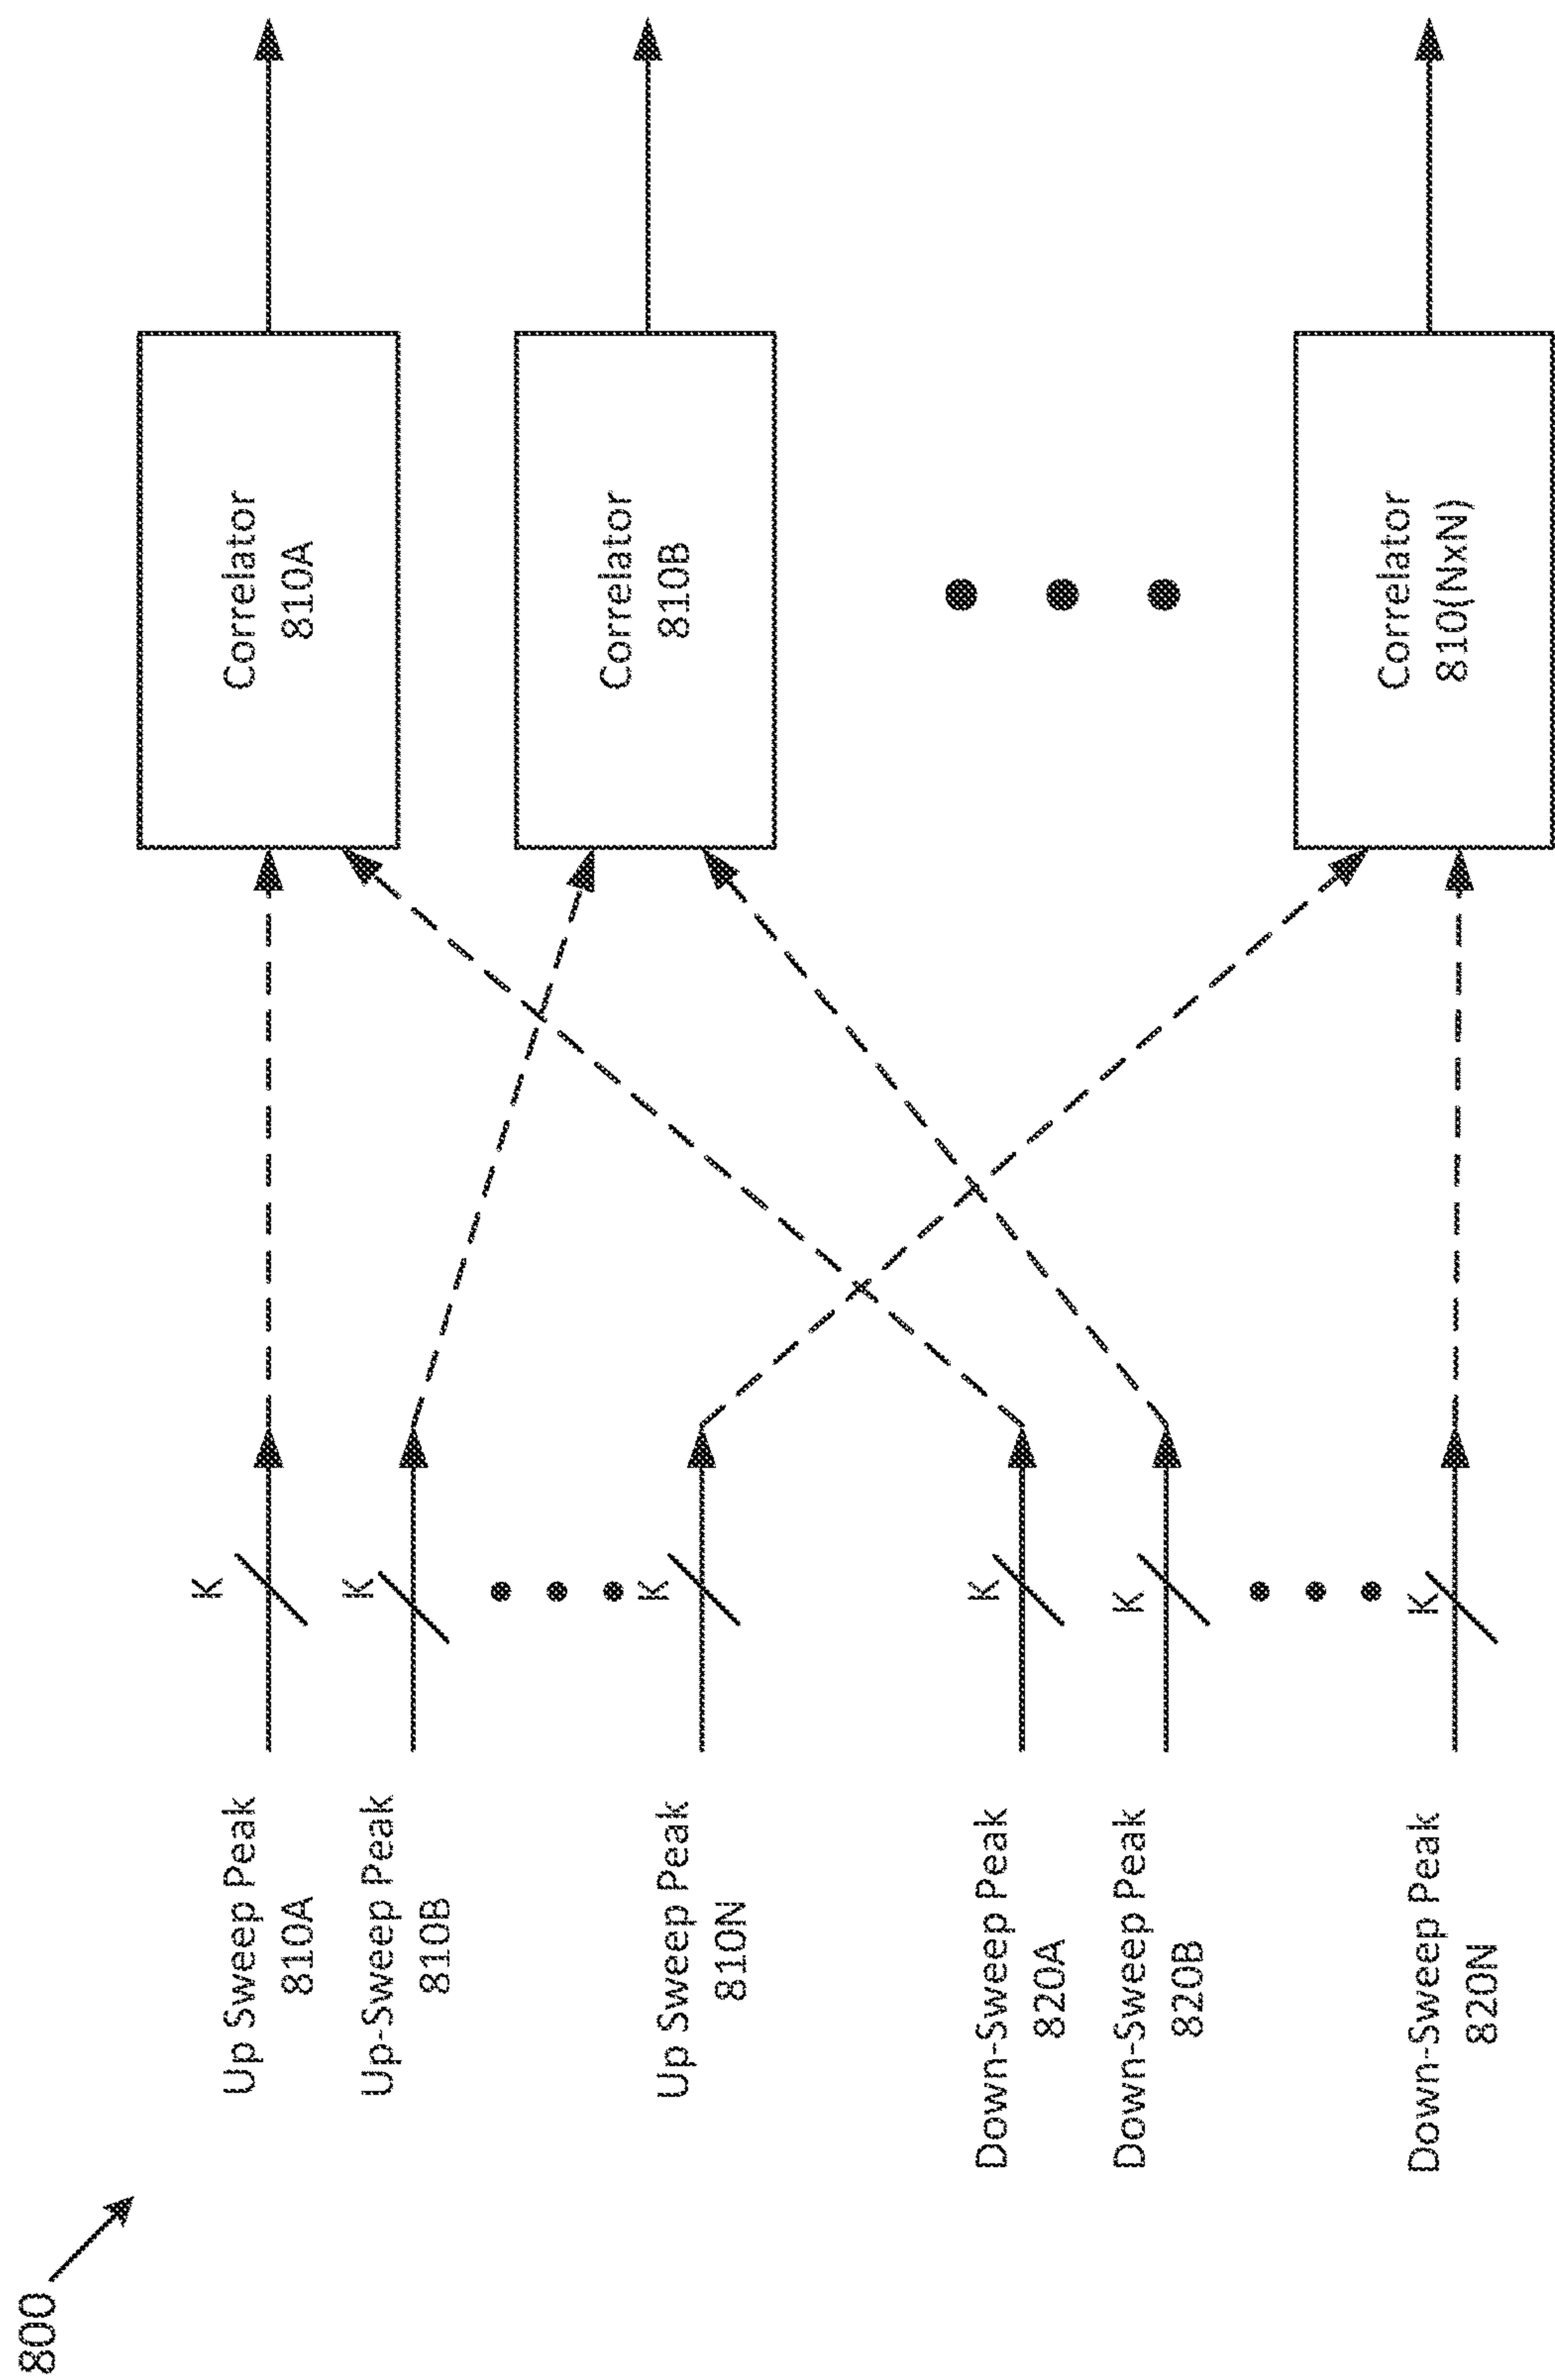 800
Up Sweep Peak
810A
K
Up-Sweep Peak
810B
K
Up Sweep Peak
810N
K
Down-Sweep Peak
820A
K
Down-Sweep Peak
820B
K
Down-Sweep Peak
820N
K
Correlator
810A
Correlator
810B
Correlator
810(NxN)